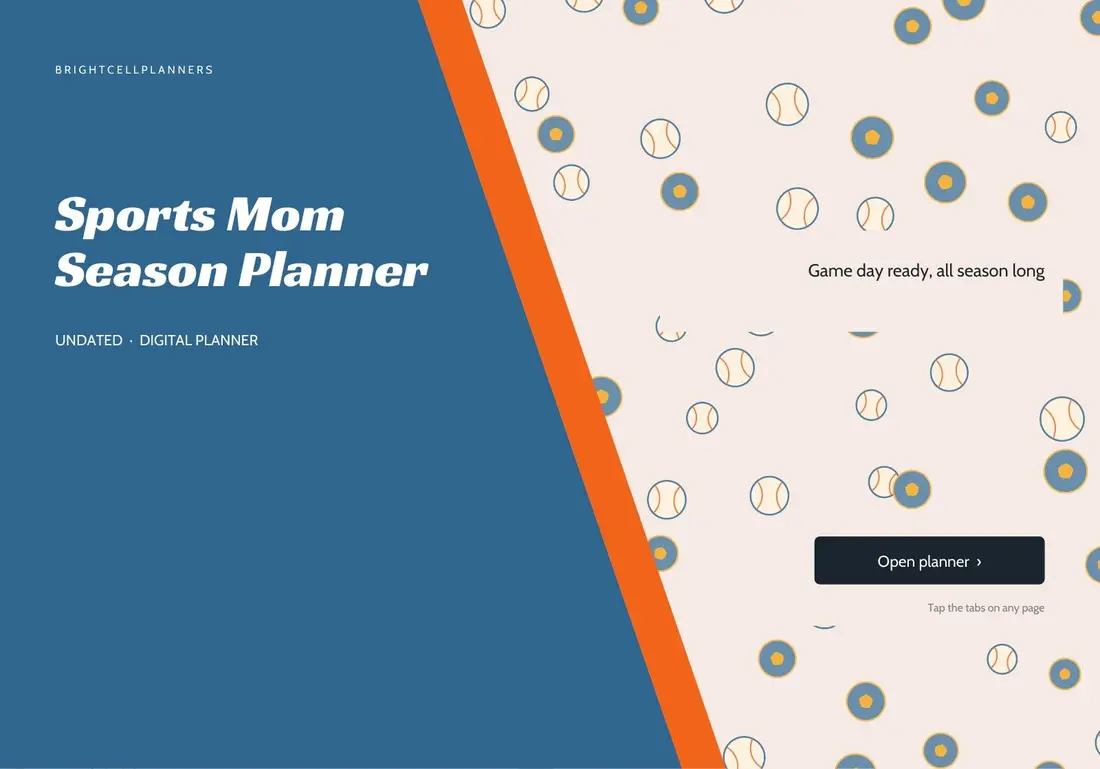 BRIGHTCELLPLANNERS
Sports Mom
Season Planner
UNDATED · DIGITAL PLANNER
Game day ready, all season long
Open planner ›
Tap the tabs on any page